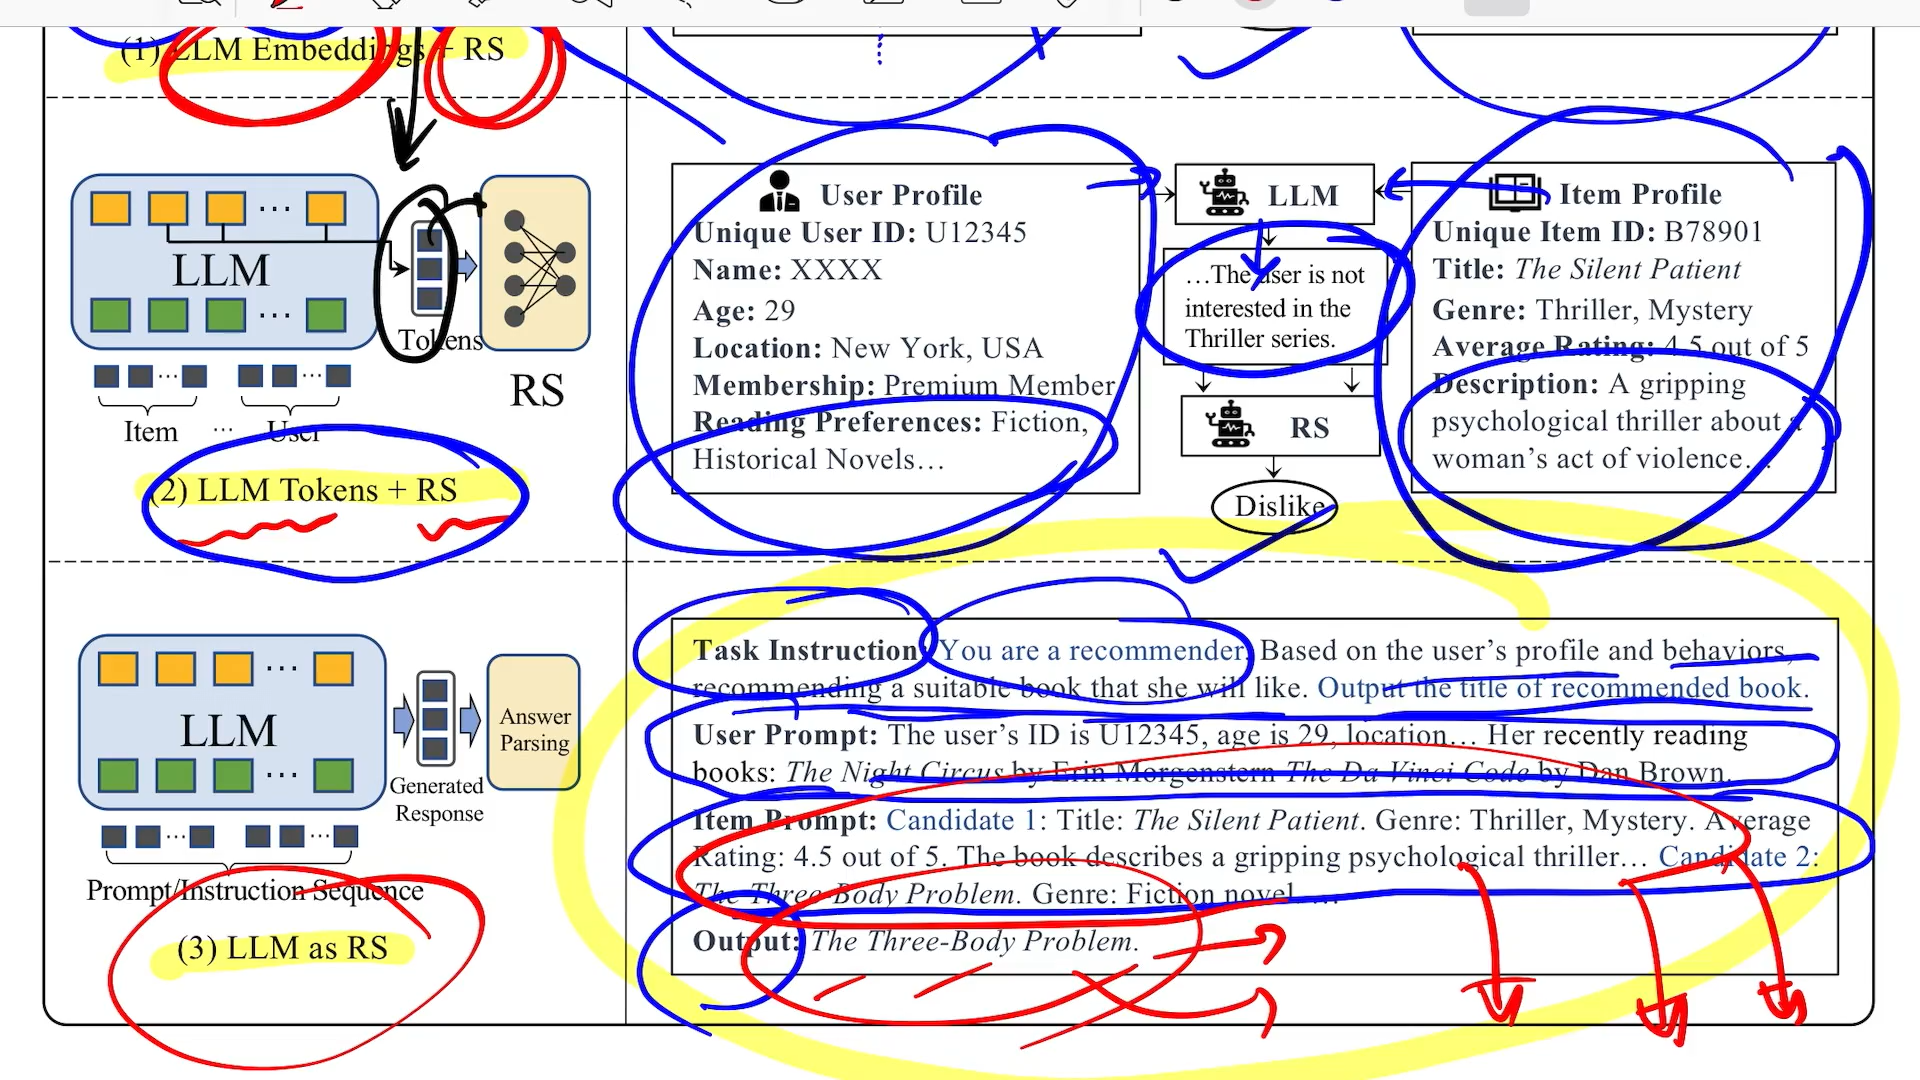 (1) LLM Embeddings + RS
LLM
Tokens
RS
Item
...
User
(2) LLM Tokens + RS
User Profile
Unique User ID: U12345
Name: XXXX
Age: 29
Location: New York, USA
Membership: Premium Member
Reading Preferences: Fiction,
Historical Novels…
LLM
…The user is not
interested in the
Thriller series.
RS
Dislike
Item Profile
Unique Item ID: B78901
Title: The Silent Patient
Genre: Thriller, Mystery
Average Rating: 4.5 out of 5
Description: A gripping
psychological thriller about a
woman’s act of violence…
LLM
Generated
Response
Answer
Parsing
Prompt/Instruction Sequence
(3) LLM as RS
Task Instruction: You are a recommender. Based on the user’s profile and behaviors,
recommending a suitable book that she will like. Output the title of recommended book.
User Prompt: The user’s ID is U12345, age is 29, location… Her recently reading
books: The Night Circus by Erin Morgenstern The Da Vinci Code by Dan Brown.
Item Prompt: Candidate 1: Title: The Silent Patient. Genre: Thriller, Mystery. Average
Rating: 4.5 out of 5. The book describes a gripping psychological thriller… Candidate 2:
The Three-Body Problem. Genre: Fiction novel. …
Output: The Three-Body Problem.